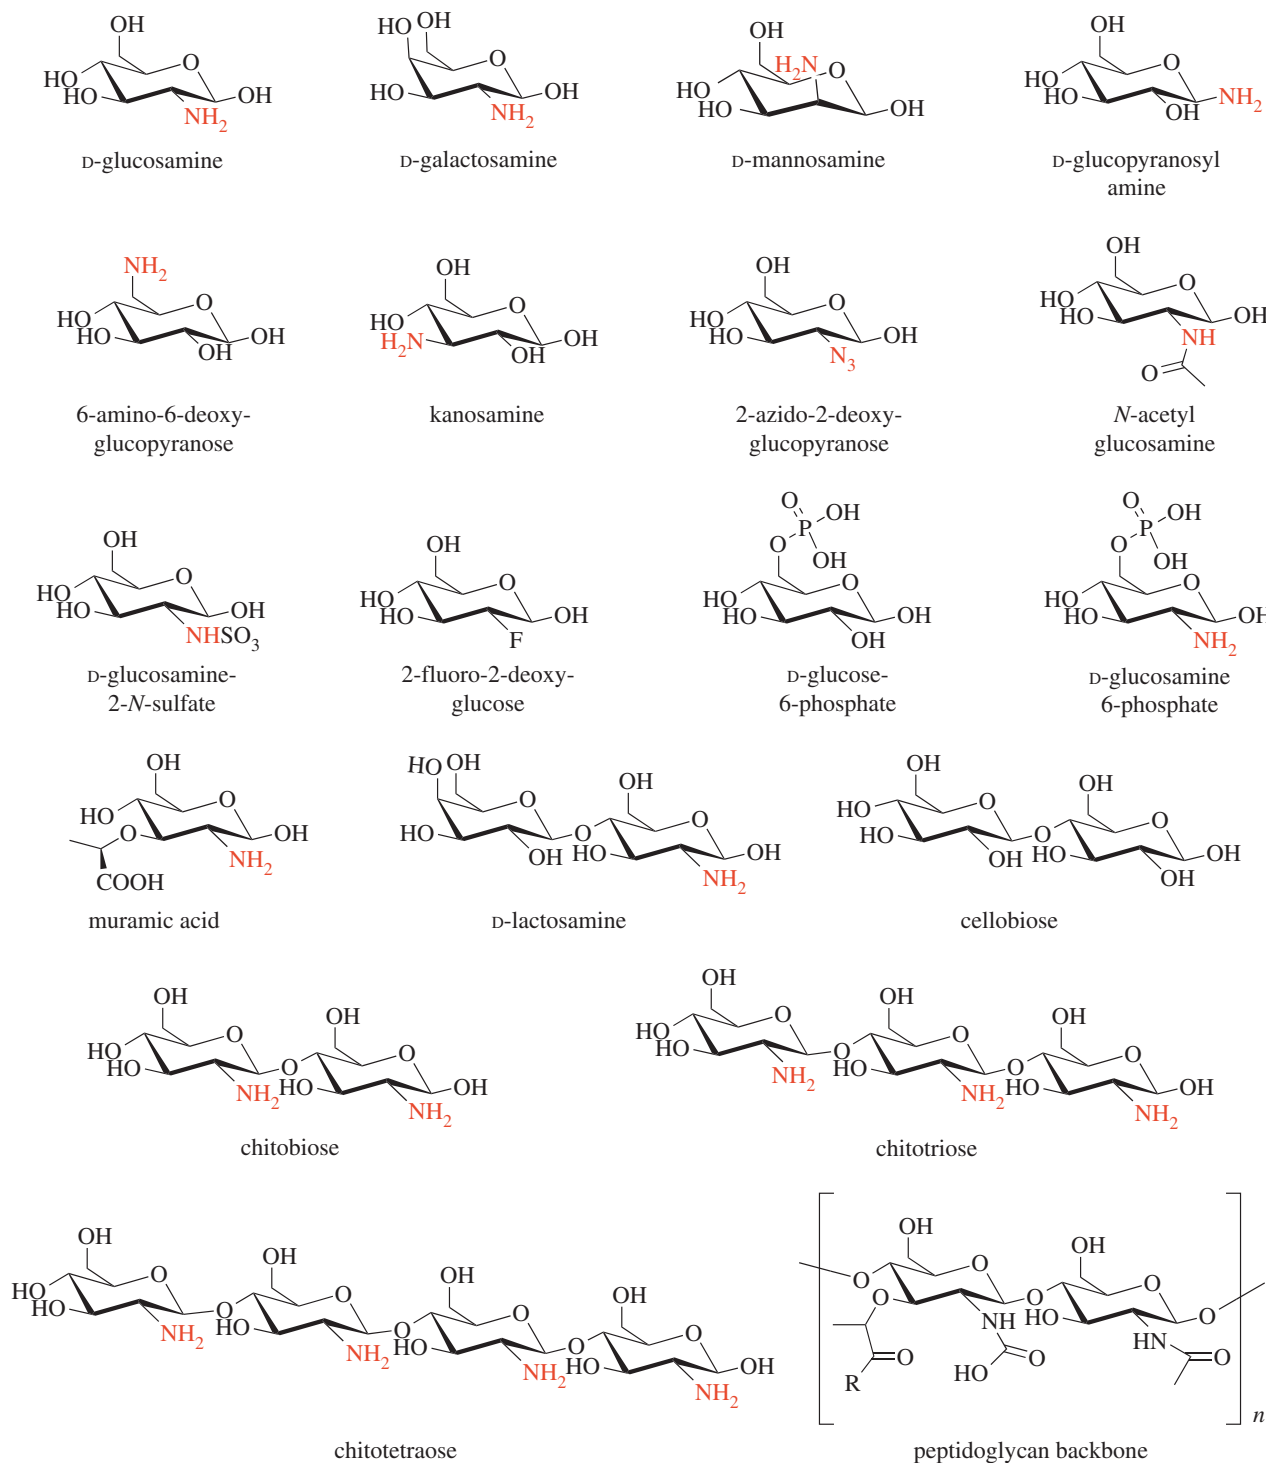 OH
O
HO
HO
OH
NH2
D-glucosamine
HO
OH
O
HO
OH
NH2
D-galactosamine
OH
H2N
O
HO
HO
OH
D-mannosamine
OH
O
HO
HO
OH
NH2
D-glucopyranosyl
amine
NH2
O
HO
HO
OH
OH
6-amino-6-deoxy-
glucopyranose
OH
O
HO
H2N
OH
OH
kanosamine
OH
O
HO
HO
OH
N3
2-azido-2-deoxy-
glucopyranose
OH
O
HO
HO
OH
NH
O
N-acetyl
glucosamine
OH
O
HO
HO
OH
NHSO3
D-glucosamine-
2-N-sulfate
OH
O
HO
HO
OH
F
2-fluoro-2-deoxy-
glucose
O
OH
P
OH
O
O
HO
HO
OH
OH
D-glucose-
6-phosphate
O
OH
P
OH
O
O
HO
HO
OH
NH2
D-glucosamine
6-phosphate
OH
O
HO
O
OH
NH2
COOH
muramic acid
HO
OH
O
HO
OH
O
OH
O
HO
OH
NH2
D-lactosamine
OH
O
HO
HO
OH
O
OH
O
HO
OH
OH
cellobiose
OH
O
HO
HO
NH2
O
OH
O
HO
OH
NH2
chitobiose
OH
O
HO
HO
NH2
O
OH
O
HO
NH2
O
OH
O
HO
OH
NH2
chitotriose
OH
O
HO
HO
NH2
O
OH
O
HO
NH2
O
OH
O
HO
NH2
O
OH
O
HO
OH
NH2
chitotetraose
OH
O
O
O
NH
O
R
HO
O
O
OH
O
HO
O
NH
O
n
peptidoglycan backbone